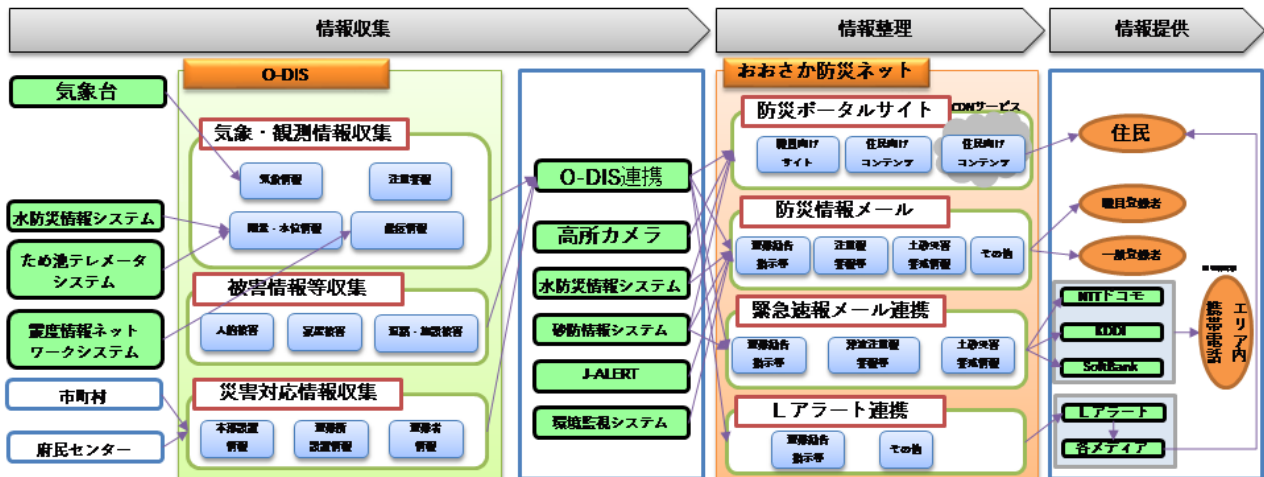 情報収集
情報整理
情報提供
O-DIS
おおさか防災ネット
気象台
水防災情報システム
ため池テレメータ
システム
震度情報ネット
ワークシステム
市町村
府民センター
気象・観測情報収集
気象情報
注意警報
雨量・水位情報
震度情報
被害情報等収集
人的被害
家屋被害
道路・施設被害
災害対応情報収集
本部設置
情報
避難所
設置情報
避難者
情報
O-DIS連携
高所カメラ
水防災情報システム
砂防情報システム
J-ALERT
環境監視システム
防災ポータルサイト
CDNサービス
職員向け
サイト
住民向け
コンテンツ
住民向け
コンテンツ
防災情報メール
避難勧告
指示等
注意報
警報等
土砂災害
警戒情報
その他
緊急速報メール連携
避難勧告
指示等
津波注意報
警報等
土砂災害
警戒情報
Lアラート連携
避難勧告
指示等
その他
住民
職員登録者
一般登録者
NTTドコモ
KDDI
SoftBank
エリア内
携帯電話
Lアラート
各メディア